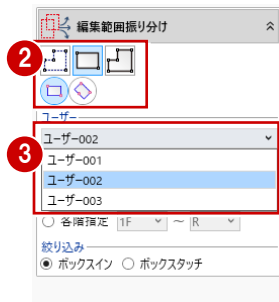 編集範囲振り分け
2
ユーザー
ユーザー002
3
ユーザー001
ユーザー002
ユーザー003
各階指定 1F ～ R
絞り込み
ボックスイン ボックスタッチ